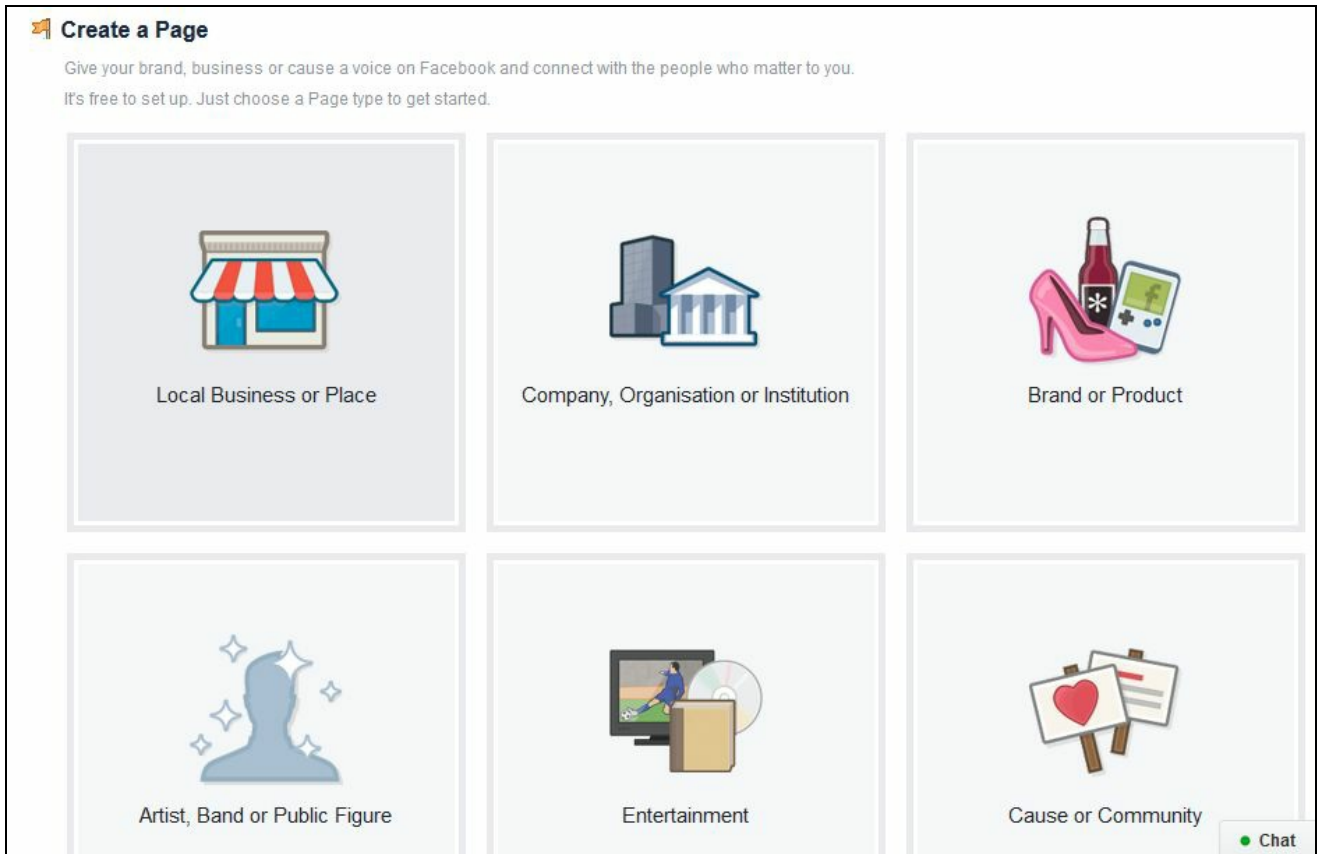 Create a Page
Give your brand, business or cause a voice on Facebook and connect with the people who matter to you.
It's free to set up. Just choose a Page type to get started.
Local Business or Place
Company, Organisation or Institution
Brand or Product
Artist, Band or Public Figure
Entertainment
Cause or Community
Chat